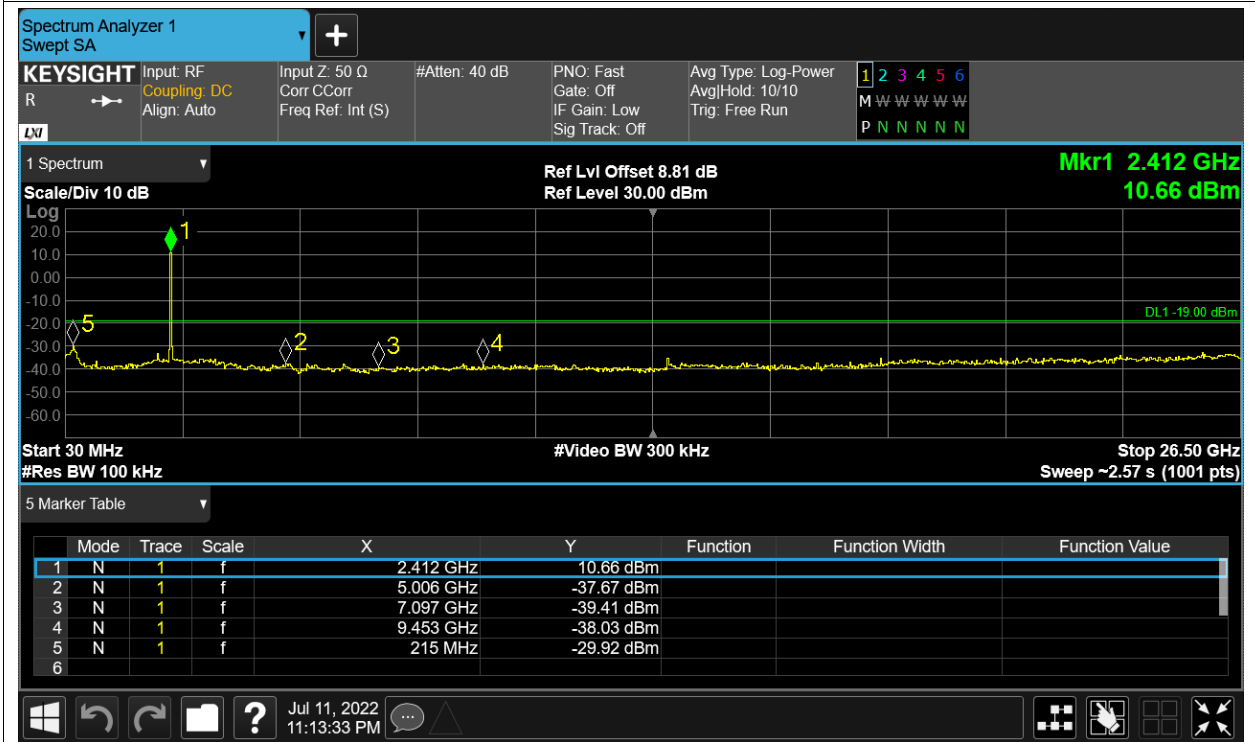 Spectrum Analyzer 1
Swept SA
+
KEYSIGHT Input: RF Input Z: 50 Ω #Atten: 40 dB PNO: Fast Avg Type: Log-Power 1 2 3 4 5 6
R Coupling: DC Corr CCorr Gate: Off Avg|Hold: 10/10 M W W W W W
Align: Auto Freq Ref: Int (S) IF Gain: Low Trig: Free Run
LXI Sig Track: Off P N N N N N
1 Spectrum Ref Lvl Offset 8.81 dB Mkr1 2.412 GHz
Scale/Div 10 dB Ref Level 30.00 dBm 10.66 dBm
Log
20.0 1
10.0
0.00
-10.0
DL1 -19.00 dBm
-20.0 5
-30.0 2 3 4
-40.0
-50.0
-60.0
Start 30 MHz #Video BW 300 kHz Stop 26.50 GHz
#Res BW 100 kHz Sweep ~2.57 s (1001 pts)
5 Marker Table
Mode Trace Scale X Y Function Function Width Function Value
1 N 1 f 2.412 GHz 10.66 dBm
2 N 1 f 5.006 GHz -37.67 dBm
3 N 1 f 7.097 GHz -39.41 dBm
4 N 1 f 9.453 GHz -38.03 dBm
5 N 1 f 215 MHz -29.92 dBm
6
? Jul 11, 2022
11:13:33 PM